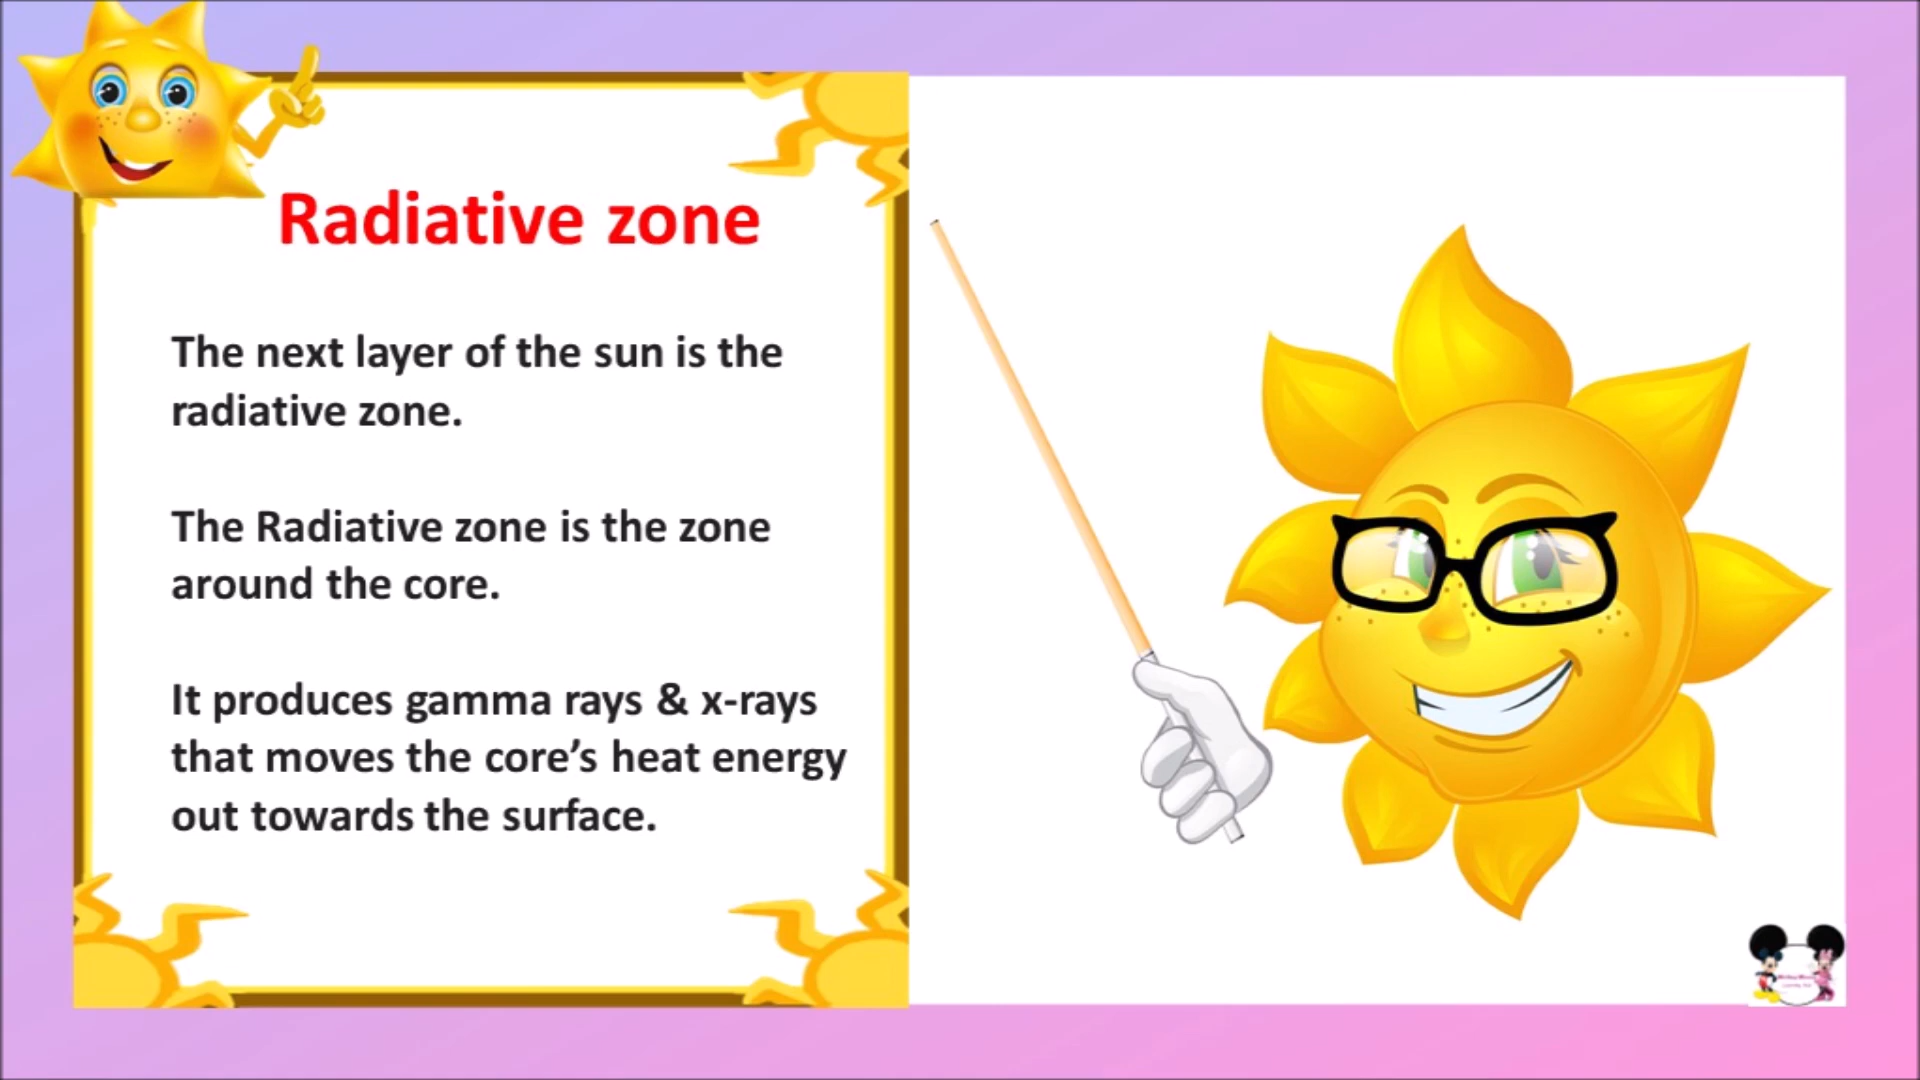 Radiative zone
The next layer of the sun is the
radiative zone.
The Radiative zone is the zone
around the core.
It produces gamma rays & x-rays
that moves the core’s heat energy
out towards the surface.